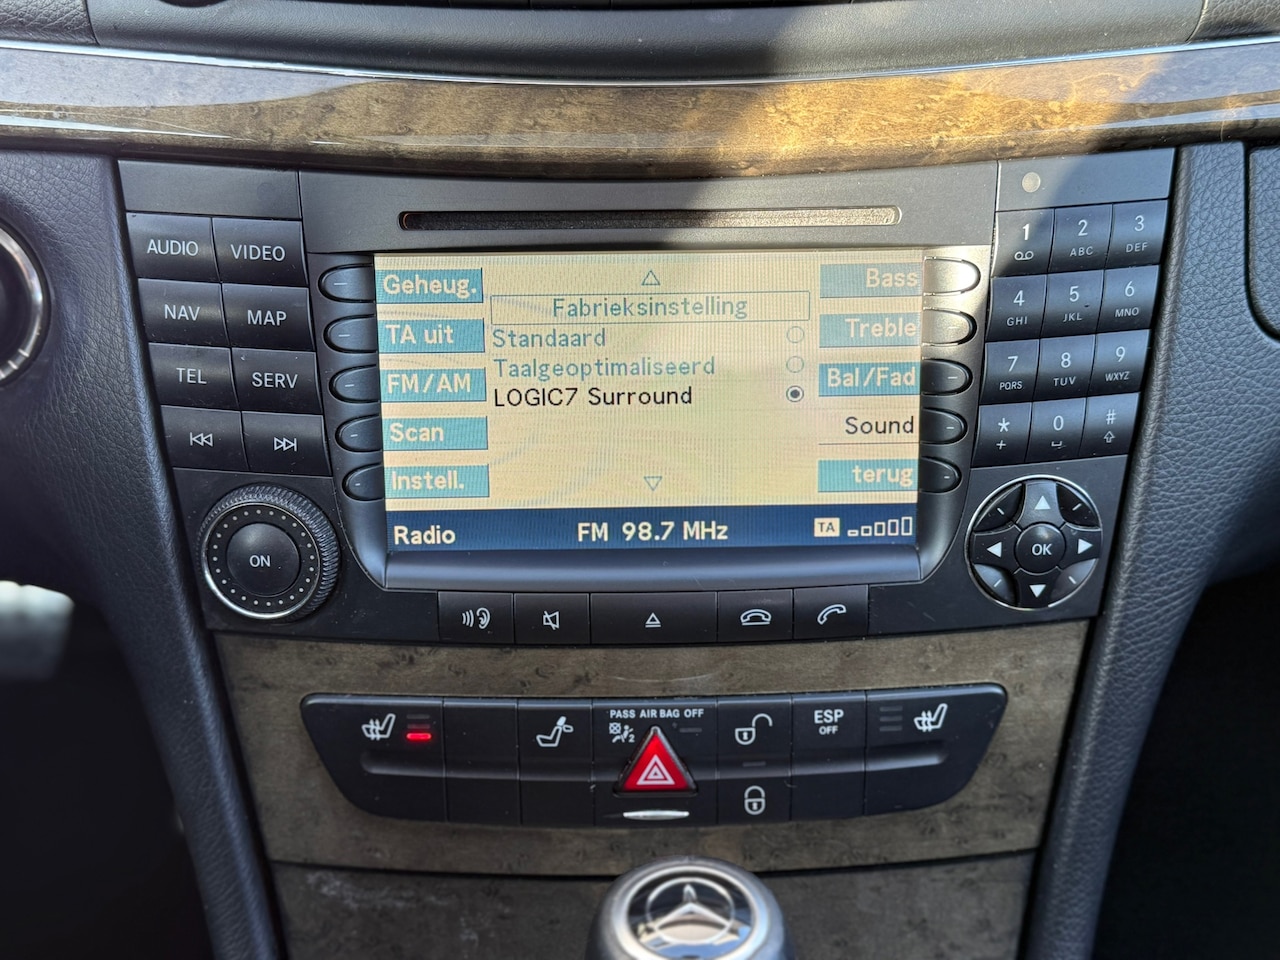 AUDIO
VIDEO
NAV
MAP
TEL
SERV
ON
Geheug.
TA uit
FM/AM
Scan
Instell.
Fabrieksinstelling
Standaard
Taalgeoptimaliseerd
LOGIC7 Surround
Bass
Treble
Bal/Fad
Sound
terug
Radio
FM 98.7 MHz
TA
1
2 ABC
3 DEF
4 GHI
5 JKL
6 MNO
7 PQRS
8 TUV
9 WXYZ
* +
0
#
OK
PASS AIR BAG OFF
2
ESP
OFF